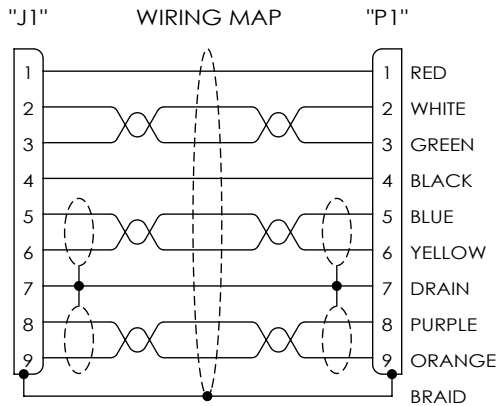 "J1" WIRING MAP "P1"
1 1 RED
2 2 WHITE
3 3 GREEN
4 4 BLACK
5 5 BLUE
6 6 YELLOW
7 7 DRAIN
8 8 PURPLE
9 9 ORANGE
BRAID